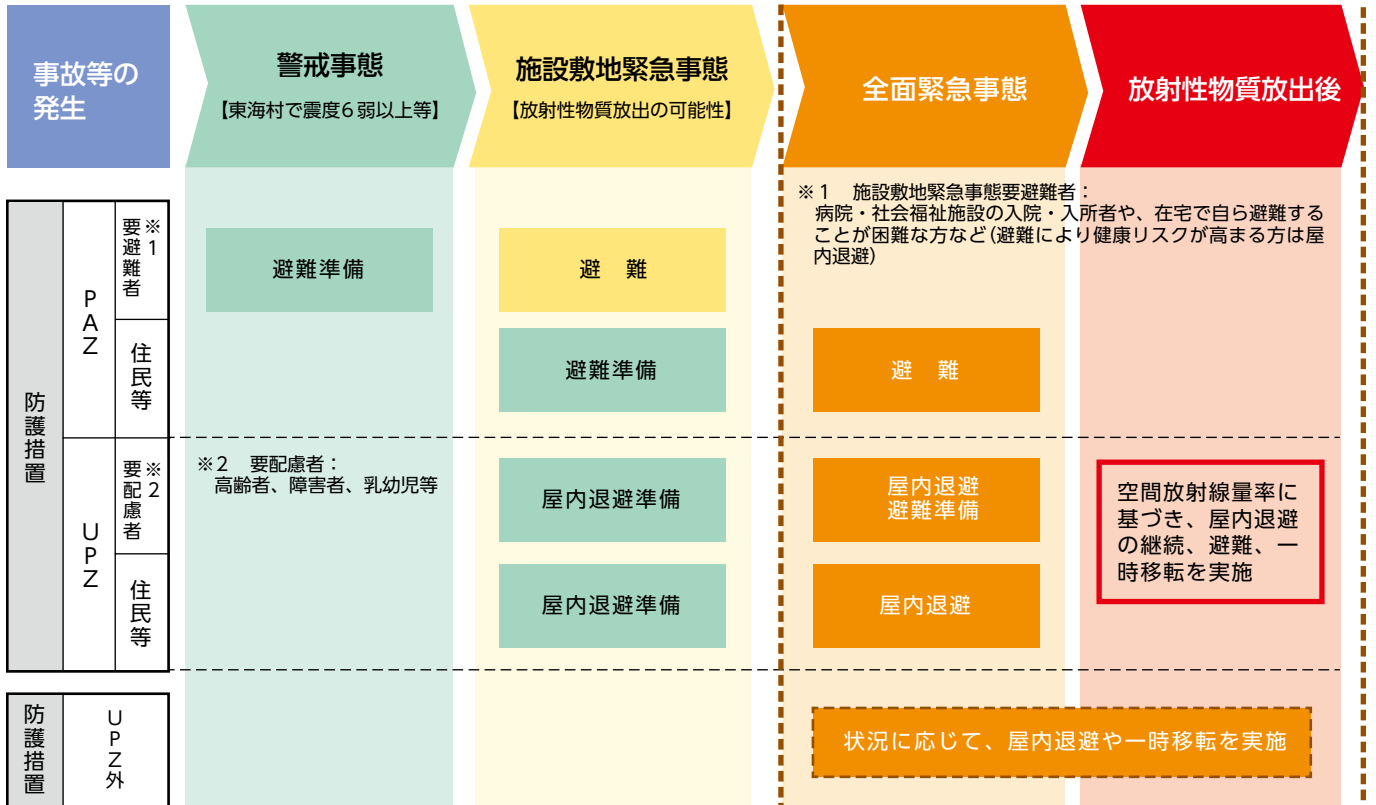 事故等の
発生
警戒事態
【東海村で震度6弱以上等】
施設敷地緊急事態
【放射性物質放出の可能性】
全面緊急事態
放射性物質放出後
防護措置
PAZ
※1
要避難者
避難準備
避　難
※1　施設敷地緊急事態要避難者：
病院・社会福祉施設の入院・入所者や、在宅で自ら避難する
ことが困難な方など(避難により健康リスクが高まる方は屋
内退避)
住民等
避難準備
避　難
UPZ
※2
要配慮者
※2　要配慮者：
高齢者、障害者、乳幼児等
屋内退避準備
屋内退避
避難準備
空間放射線量率に
基づき、屋内退避
の継続、避難、一
時移転を実施
住民等
屋内退避準備
屋内退避
防護措置
UPZ外
状況に応じて、屋内退避や一時移転を実施